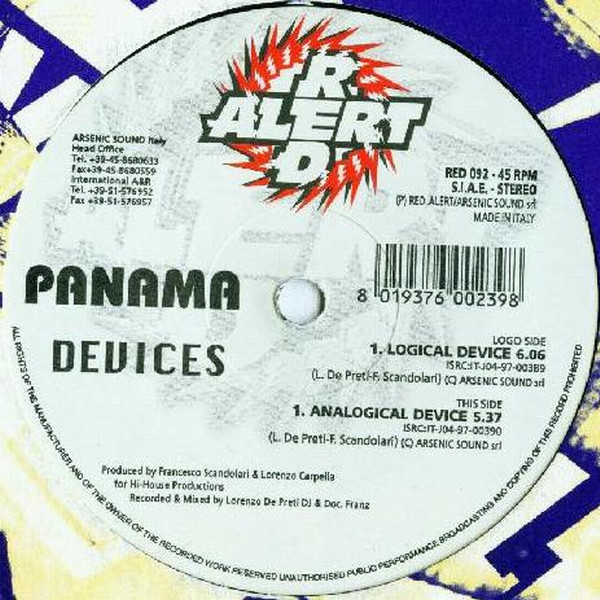 RED
ALERT
ARSENIC SOUND Italy
Head Office
Tel. +39-45-8680633
Fax+39-45-8680559
International A&R
Tel. +39-51-576952
Fax +39-51-576957
RED 092 - 45 RPM
S.I.A.E. - STEREO
(P) RED ALERT/ARSENIC SOUND srl
MADE IN ITALY
PANAMA
DEVICES
8 019376 002398
LOGO SIDE
1. LOGICAL DEVICE 6.06
ISRC:IT-J04-97-00389
(L. De Preti-F. Scandolari) (C) ARSENIC SOUND srl
THIS SIDE
1. ANALOGICAL DEVICE 5.37
ISRC:IT-J04-97-00390
(L. De Preti-F. Scandolari) (C) ARSENIC SOUND srl
Produced by Francesco Scandolari & Lorenzo Carpella
for Hi-House Productions
Recorded & Mixed by Lorenzo De Preti DJ & Doc. Franz
ALL RIGHTS OF THE MANUFACTURER AND OF THE OWNER OF THE RECORDED WORK RESERVED UNAUTHORISED PUBLIC PERFORMANCE BROADCASTING AND COPYING OF THIS RECORD PROHIBITED